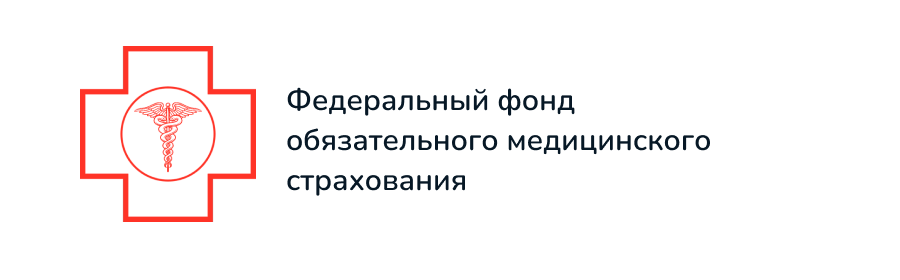 Федеральный фонд
обязательного медицинского
страхования